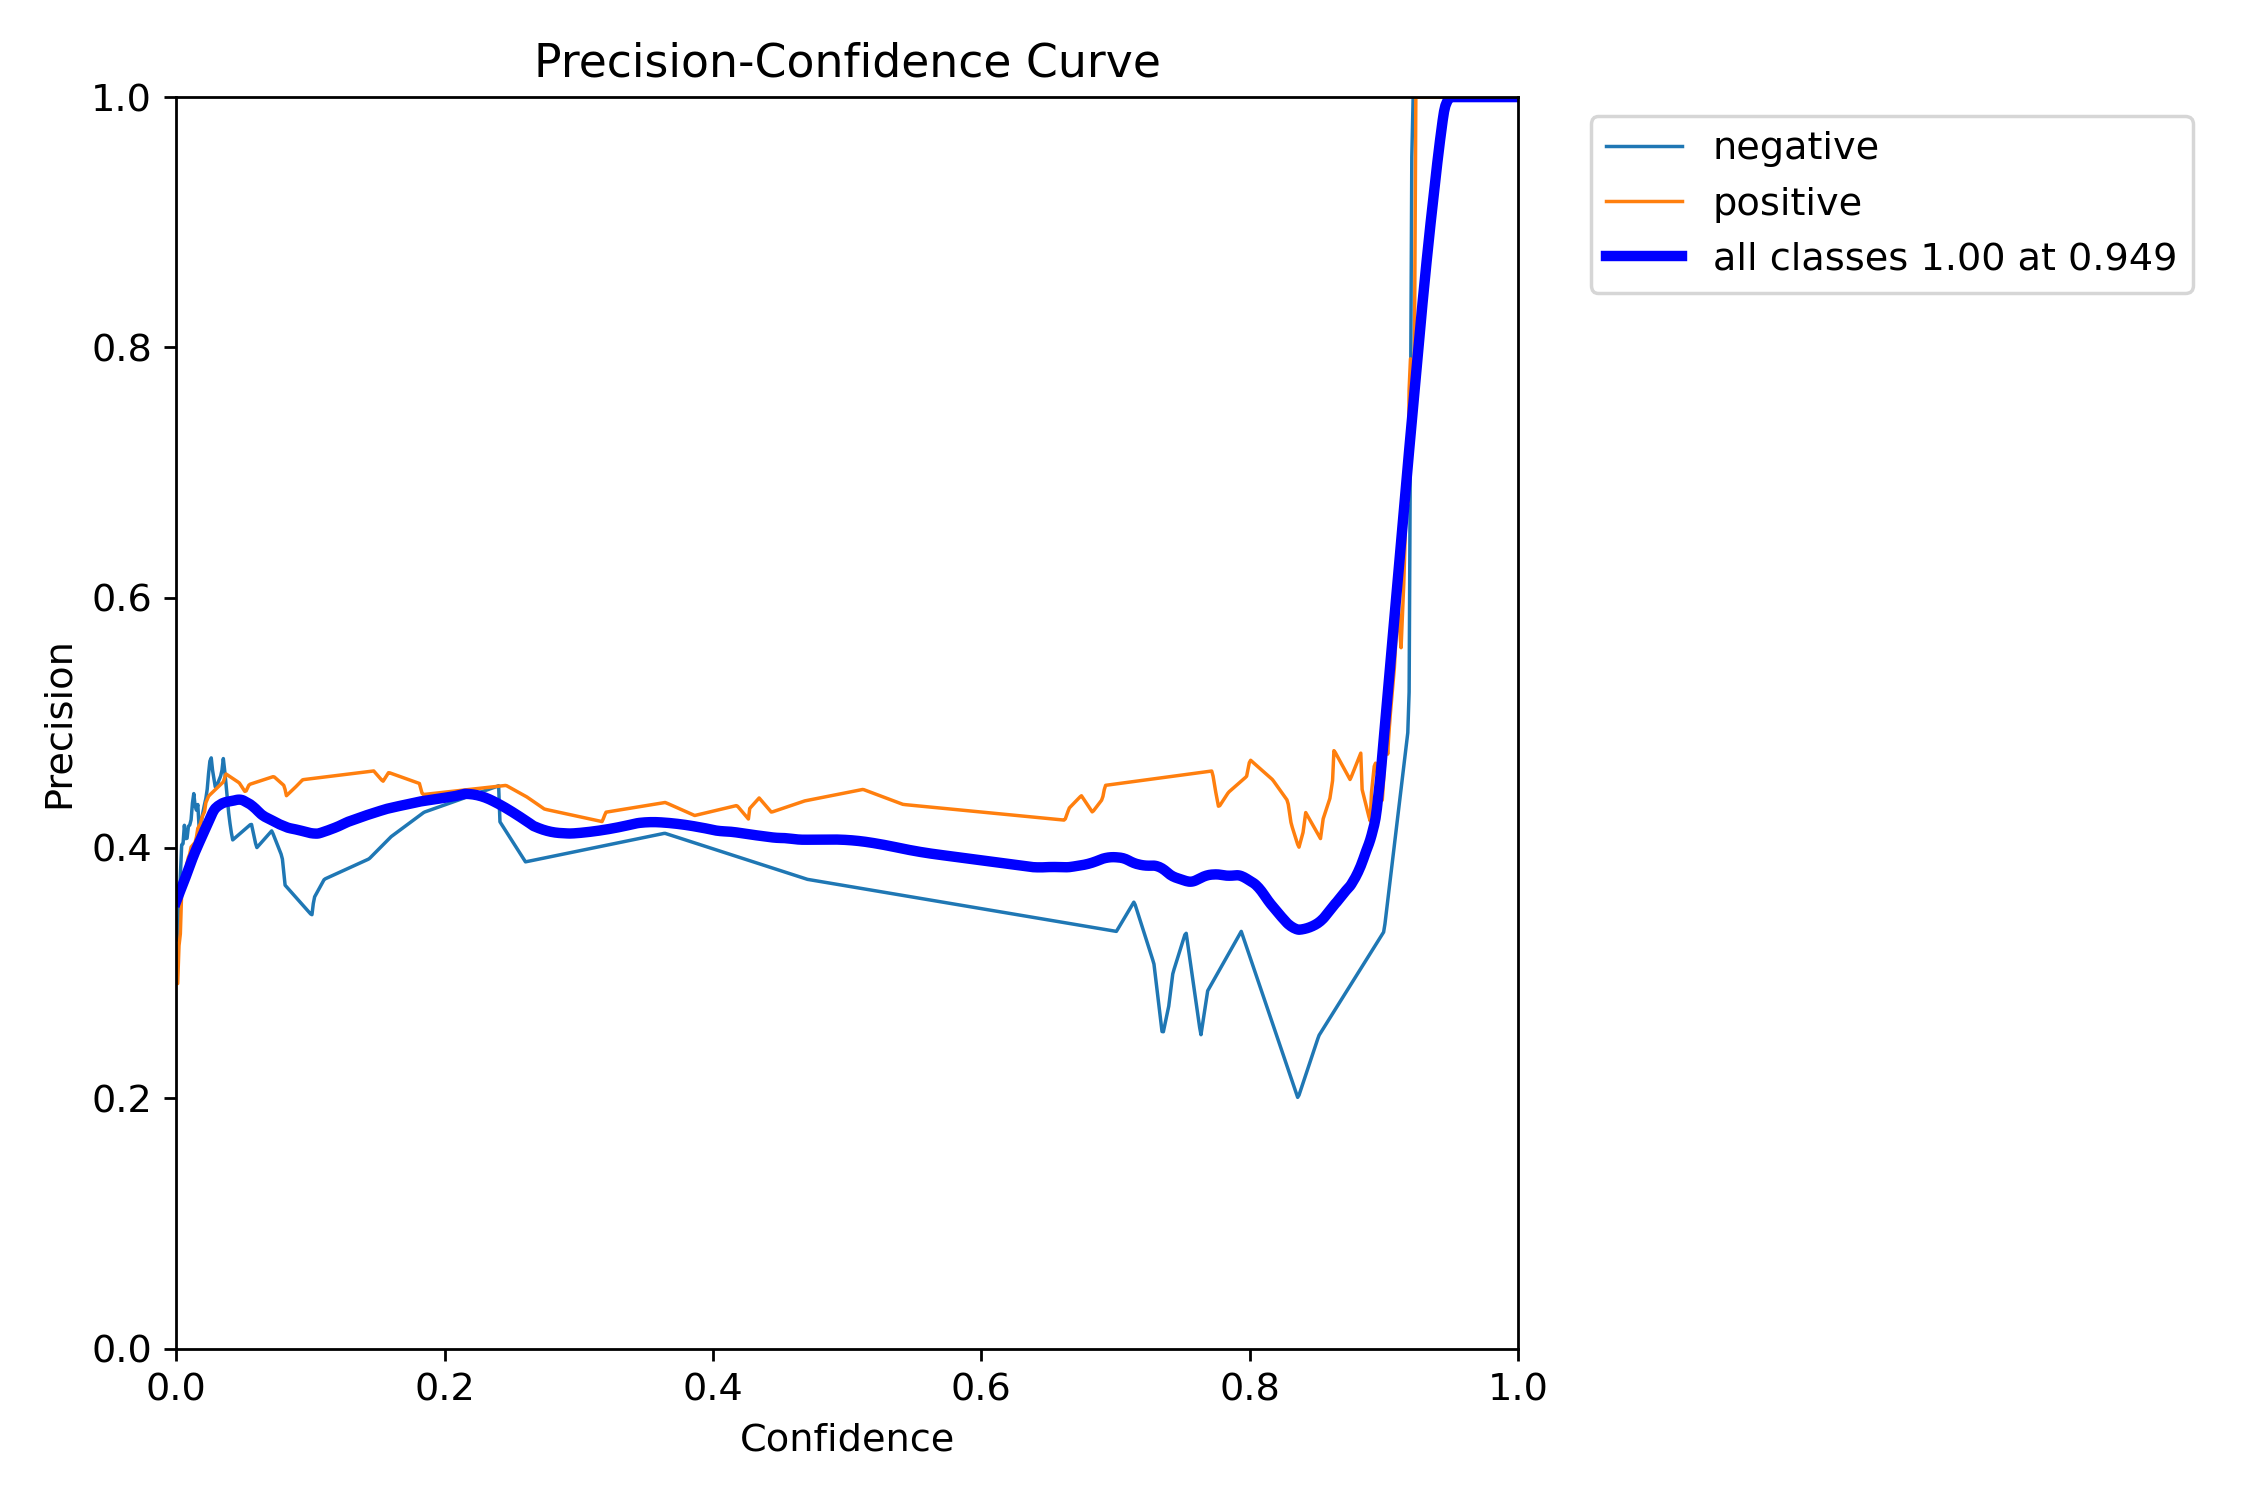 Precision-Confidence Curve
1.0
0.8
0.6
0.4
0.2
0.0
Precision
0.0 0.2 0.4 0.6 0.8 1.0
Confidence
negative
positive
all classes 1.00 at 0.949